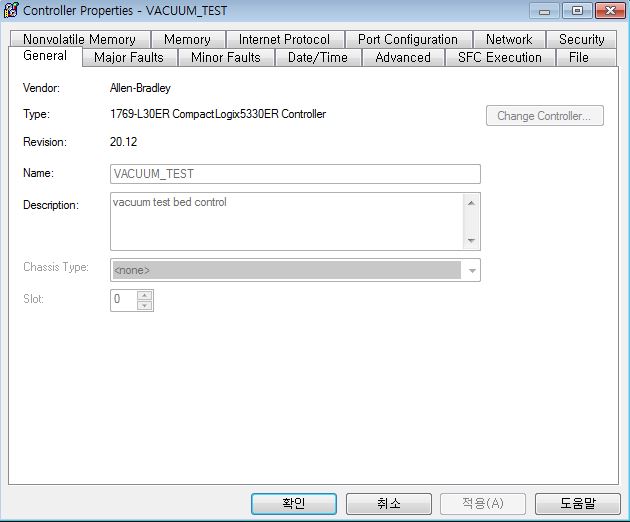 Controller Properties - VACUUM_TEST
Nonvolatile Memory Memory Internet Protocol Port Configuration Network Security
General Major Faults Minor Faults Date/Time Advanced SFC Execution File
Vendor: Allen-Bradley
Type: 1769-L30ER CompactLogix5330ER Controller Change Controller...
Revision: 20.12
Name: VACUUM_TEST
Description: vacuum test bed control
Chassis Type: <none>
Slot: 0
확인 취소 적용(A) 도움말